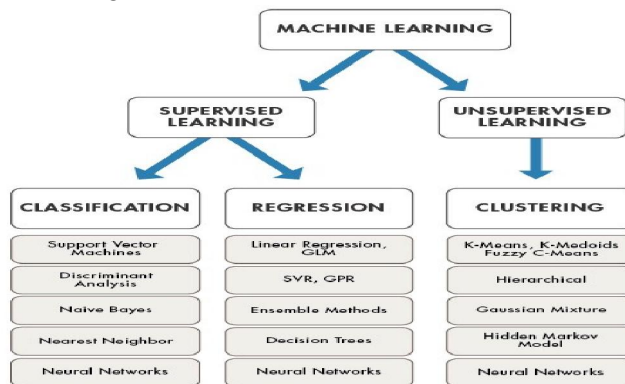 MACHINE LEARNING
SUPERVISED
LEARNING
UNSUPERVISED
LEARNING
CLASSIFICATION
Support Vector
Machines
Discriminant
Analysis
Naive Bayes
Nearest Neighbor
Neural Networks
REGRESSION
Linear Regression,
GLM
SVR, GPR
Ensemble Methods
Decision Trees
Neural Networks
CLUSTERING
K-Means, K-Medoids
Fuzzy C-Means
Hierarchical
Gaussian Mixture
Hidden Markov
Model
Neural Networks